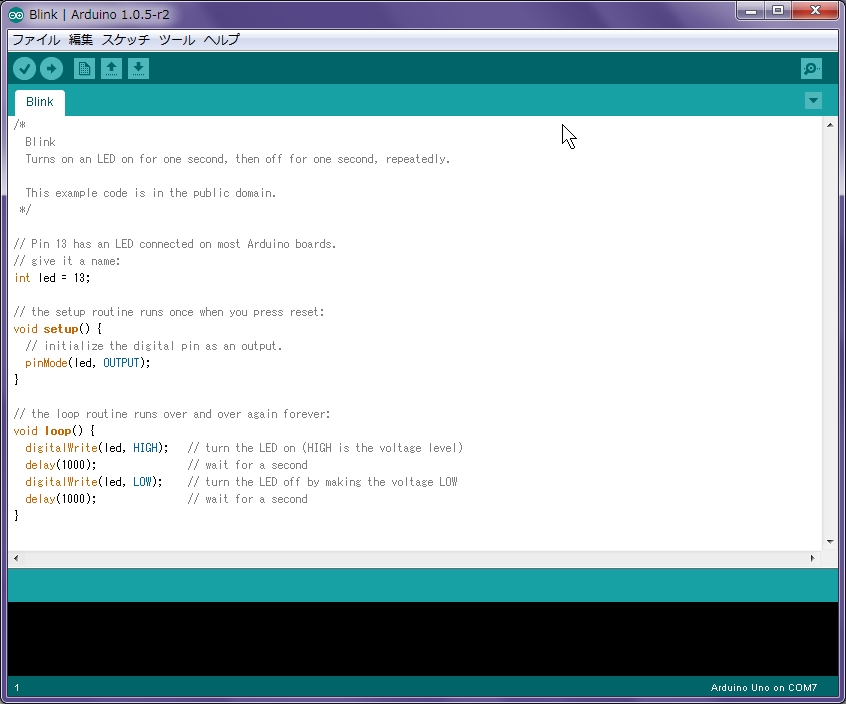 Blink | Arduino 1.0.5-r2
ファイル 編集 スケッチ ツール ヘルプ
Blink
/*
  Blink
  Turns on an LED on for one second, then off for one second, repeatedly.

  This example code is in the public domain.
 */

// Pin 13 has an LED connected on most Arduino boards.
// give it a name:
int led = 13;

// the setup routine runs once when you press reset:
void setup() {
  // initialize the digital pin as an output.
  pinMode(led, OUTPUT);
}

// the loop routine runs over and over again forever:
void loop() {
  digitalWrite(led, HIGH);   // turn the LED on (HIGH is the voltage level)
  delay(1000);               // wait for a second
  digitalWrite(led, LOW);    // turn the LED off by making the voltage LOW
  delay(1000);               // wait for a second
}
1 Arduino Uno on COM7